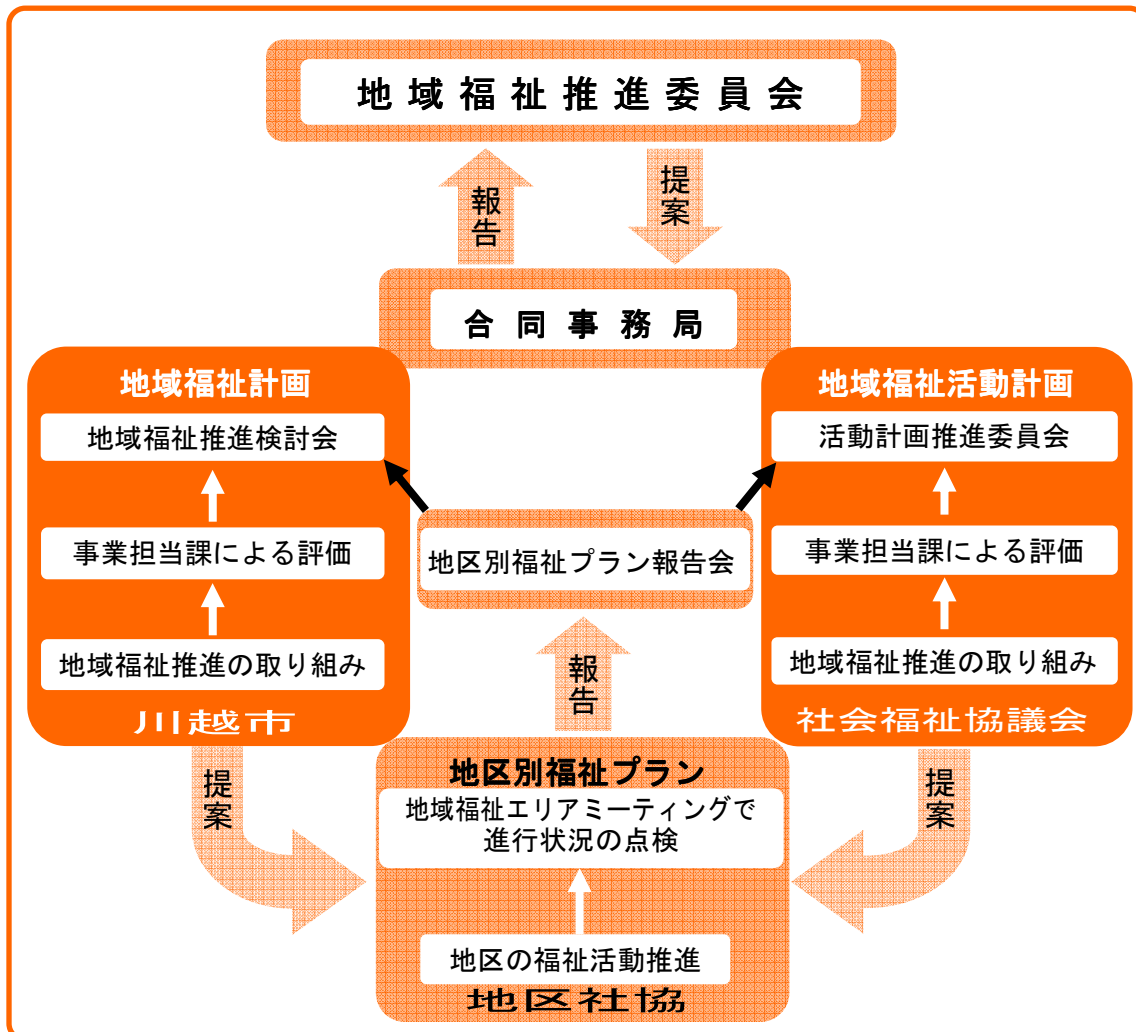 地域福祉推進委員会
報告
提案
合同事務局
地域福祉計画
地域福祉推進検討会
事業担当課による評価
地域福祉推進の取り組み
川越市
地域福祉活動計画
活動計画推進委員会
事業担当課による評価
地域福祉推進の取り組み
社会福祉協議会
地区別福祉プラン報告会
報告
提案
提案
地区別福祉プラン
地域福祉エリアミーティングで
進行状況の点検
地区の福祉活動推進
地区社協